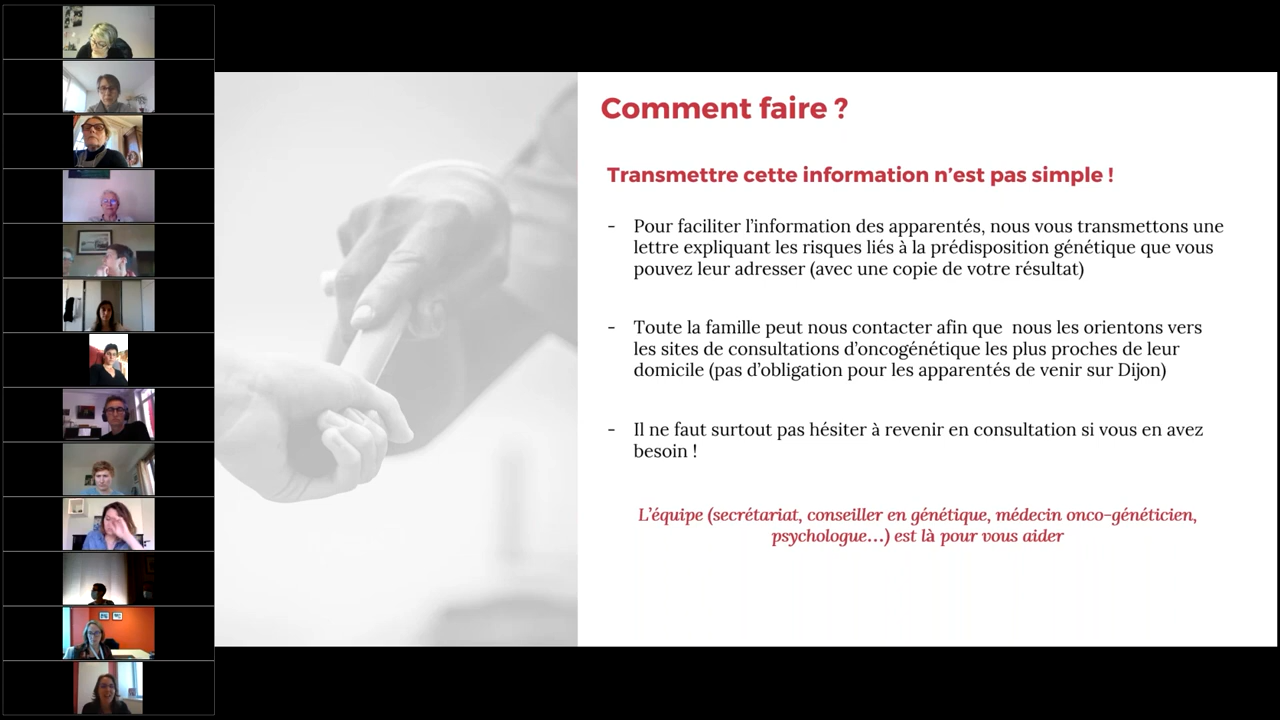 Comment faire ?
Transmettre cette information n'est pas simple !
- Pour faciliter l'information des apparentés, nous vous transmettons une
lettre expliquant les risques liés à la prédisposition génétique que vous
pouvez leur adresser (avec une copie de votre résultat)
- Toute la famille peut nous contacter afin que nous les orientons vers
les sites de consultations d'oncogénétique les plus proches de leur
domicile (pas d'obligation pour les apparentés de venir sur Dijon)
- Il ne faut surtout pas hésiter à revenir en consultation si vous en avez
besoin !
L'équipe (secrétariat, conseiller en génétique, médecin onco-généticien,
psychologue...) est là pour vous aider